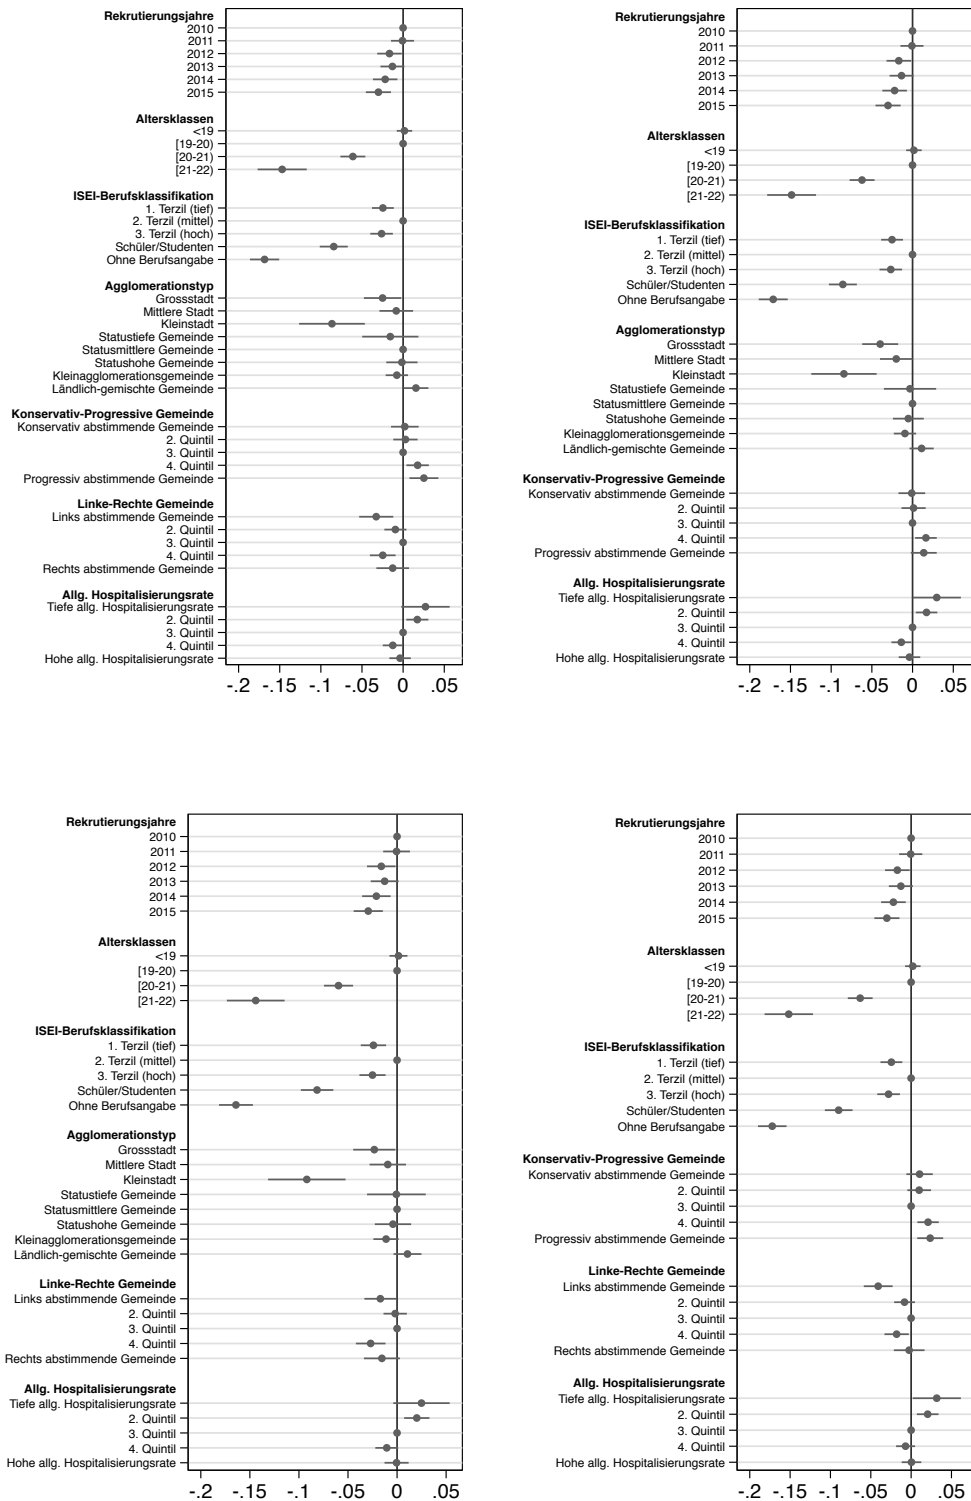 Rekrutierungsjahre
2010
2011
2012
2013
2014
2015
Altersklassen
<19
[19-20)
[20-21)
[21-22)
ISEI-Berufsklassifikation
1. Terzil (tief)
2. Terzil (mittel)
3. Terzil (hoch)
Schüler/Studenten
Ohne Berufsangabe
Agglomerationstyp
Grossstadt
Mittlere Stadt
Kleinstadt
Statustiefe Gemeinde
Statusmittlere Gemeinde
Statushohe Gemeinde
Kleinagglomerationsgemeinde
Ländlich-gemischte Gemeinde
Konservativ-Progressive Gemeinde
Konservativ abstimmende Gemeinde
2. Quintil
3. Quintil
4. Quintil
Progressiv abstimmende Gemeinde
Linke-Rechte Gemeinde
Links abstimmende Gemeinde
2. Quintil
3. Quintil
4. Quintil
Rechts abstimmende Gemeinde
Allg. Hospitalisierungsrate
Tiefe allg. Hospitalisierungsrate
2. Quintil
3. Quintil
4. Quintil
Hohe allg. Hospitalisierungsrate
-.2 -.15 -.1 -.05 0 .05
Rekrutierungsjahre
2010
2011
2012
2013
2014
2015
Altersklassen
<19
[19-20)
[20-21)
[21-22)
ISEI-Berufsklassifikation
1. Terzil (tief)
2. Terzil (mittel)
3. Terzil (hoch)
Schüler/Studenten
Ohne Berufsangabe
Agglomerationstyp
Grossstadt
Mittlere Stadt
Kleinstadt
Statustiefe Gemeinde
Statusmittlere Gemeinde
Statushohe Gemeinde
Kleinagglomerationsgemeinde
Ländlich-gemischte Gemeinde
Konservativ-Progressive Gemeinde
Konservativ abstimmende Gemeinde
2. Quintil
3. Quintil
4. Quintil
Progressiv abstimmende Gemeinde
Allg. Hospitalisierungsrate
Tiefe allg. Hospitalisierungsrate
2. Quintil
3. Quintil
4. Quintil
Hohe allg. Hospitalisierungsrate
-.2 -.15 -.1 -.05 0 .05
Rekrutierungsjahre
2010
2011
2012
2013
2014
2015
Altersklassen
<19
[19-20)
[20-21)
[21-22)
ISEI-Berufsklassifikation
1. Terzil (tief)
2. Terzil (mittel)
3. Terzil (hoch)
Schüler/Studenten
Ohne Berufsangabe
Agglomerationstyp
Grossstadt
Mittlere Stadt
Kleinstadt
Statustiefe Gemeinde
Statusmittlere Gemeinde
Statushohe Gemeinde
Kleinagglomerationsgemeinde
Ländlich-gemischte Gemeinde
Linke-Rechte Gemeinde
Links abstimmende Gemeinde
2. Quintil
3. Quintil
4. Quintil
Rechts abstimmende Gemeinde
Allg. Hospitalisierungsrate
Tiefe allg. Hospitalisierungsrate
2. Quintil
3. Quintil
4. Quintil
Hohe allg. Hospitalisierungsrate
-.2 -.15 -.1 -.05 0 .05
Rekrutierungsjahre
2010
2011
2012
2013
2014
2015
Altersklassen
<19
[19-20)
[20-21)
[21-22)
ISEI-Berufsklassifikation
1. Terzil (tief)
2. Terzil (mittel)
3. Terzil (hoch)
Schüler/Studenten
Ohne Berufsangabe
Konservativ-Progressive Gemeinde
Konservativ abstimmende Gemeinde
2. Quintil
3. Quintil
4. Quintil
Progressiv abstimmende Gemeinde
Linke-Rechte Gemeinde
Links abstimmende Gemeinde
2. Quintil
3. Quintil
4. Quintil
Rechts abstimmende Gemeinde
Allg. Hospitalisierungsrate
Tiefe allg. Hospitalisierungsrate
2. Quintil
3. Quintil
4. Quintil
Hohe allg. Hospitalisierungsrate
-.2 -.15 -.1 -.05 0 .05